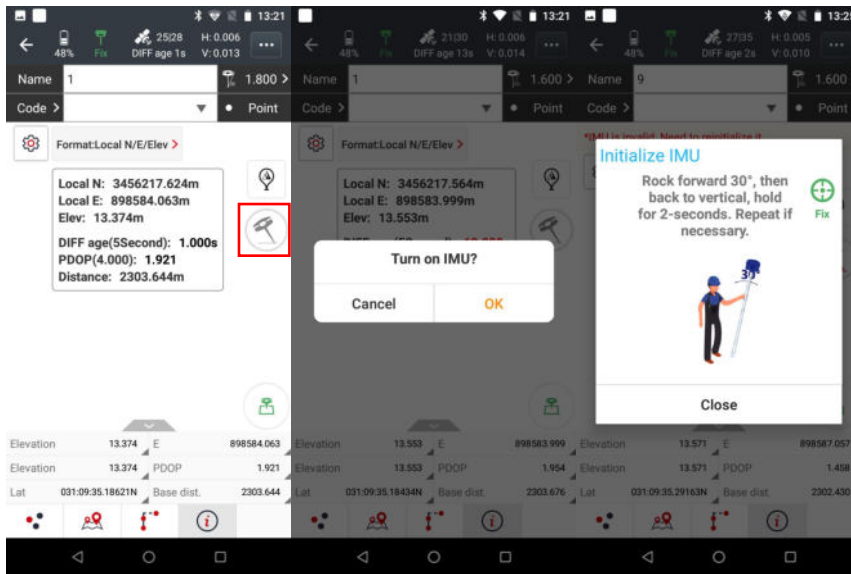 13:21
48%
Fix
25|28
DIFF age 1s
H:0.006
V:0.013
Name
1
1.800 >
Code >
Point
Format:Local N/E/Elev >
Local N: 3456217.624m
Local E: 898584.063m
Elev: 13.374m
DIFF age(5Second): 1.000s
PDOP(4.000): 1.921
Distance: 2303.644m
Elevation
13.374
E
898584.063
Elevation
13.374
PDOP
1.921
Lat
031:09:35.18621N
Base dist.
2303.644
13:21
48%
Fix
21|30
DIFF age 13s
H:0.006
V:0.014
Name
1
1.600 >
Code >
Point
Format:Local N/E/Elev >
Local N: 3456217.564m
Local E: 898583.999m
Elev: 13.553m
Turn on IMU?
Cancel
OK
Elevation
13.553
E
898583.999
Elevation
13.553
PDOP
1.954
Lat
031:09:35.18434N
Base dist.
2303.676
48%
Fix
27|35
DIFF age 2s
H:0.005
V:0.010
Name
9
1.600
Code >
Point
*IMU is invalid. Need to reinitialize it
Initialize IMU
Rock forward 30°, then
back to vertical, hold
for 2-seconds. Repeat if
necessary.
Fix
Close
Elevation
13.571
E
898587.057
Elevation
13.571
PDOP
1.458
Lat
031:09:35.29163N
Base dist.
2302.430